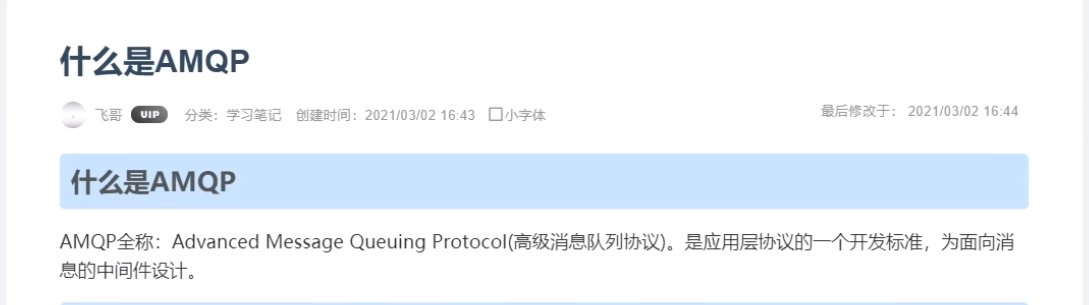 什么是AMQP
飞哥 UIP 分类：学习笔记 创建时间：2021/03/02 16:43 小字体 最后修改于： 2021/03/02 16:44
什么是AMQP
AMQP全称：Advanced Message Queuing Protocol(高级消息队列协议)。是应用层协议的一个开发标准，为面向消
息的中间件设计。